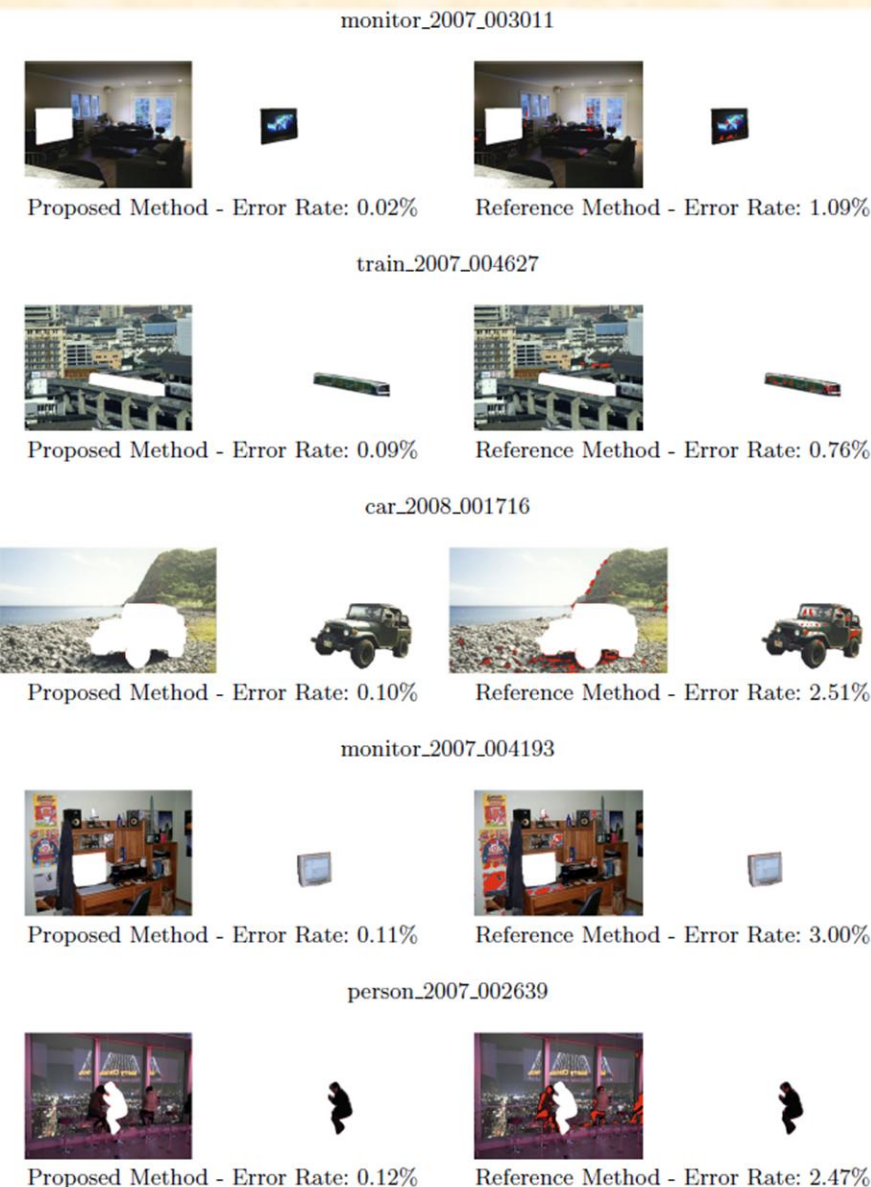 monitor_2007_003011
Proposed Method - Error Rate: 0.02% Reference Method - Error Rate: 1.09%
train_2007_004627
Proposed Method - Error Rate: 0.09% Reference Method - Error Rate: 0.76%
car_2008_001716
Proposed Method - Error Rate: 0.10% Reference Method - Error Rate: 2.51%
monitor_2007_004193
Proposed Method - Error Rate: 0.11% Reference Method - Error Rate: 3.00%
person_2007_002639
Proposed Method - Error Rate: 0.12% Reference Method - Error Rate: 2.47%